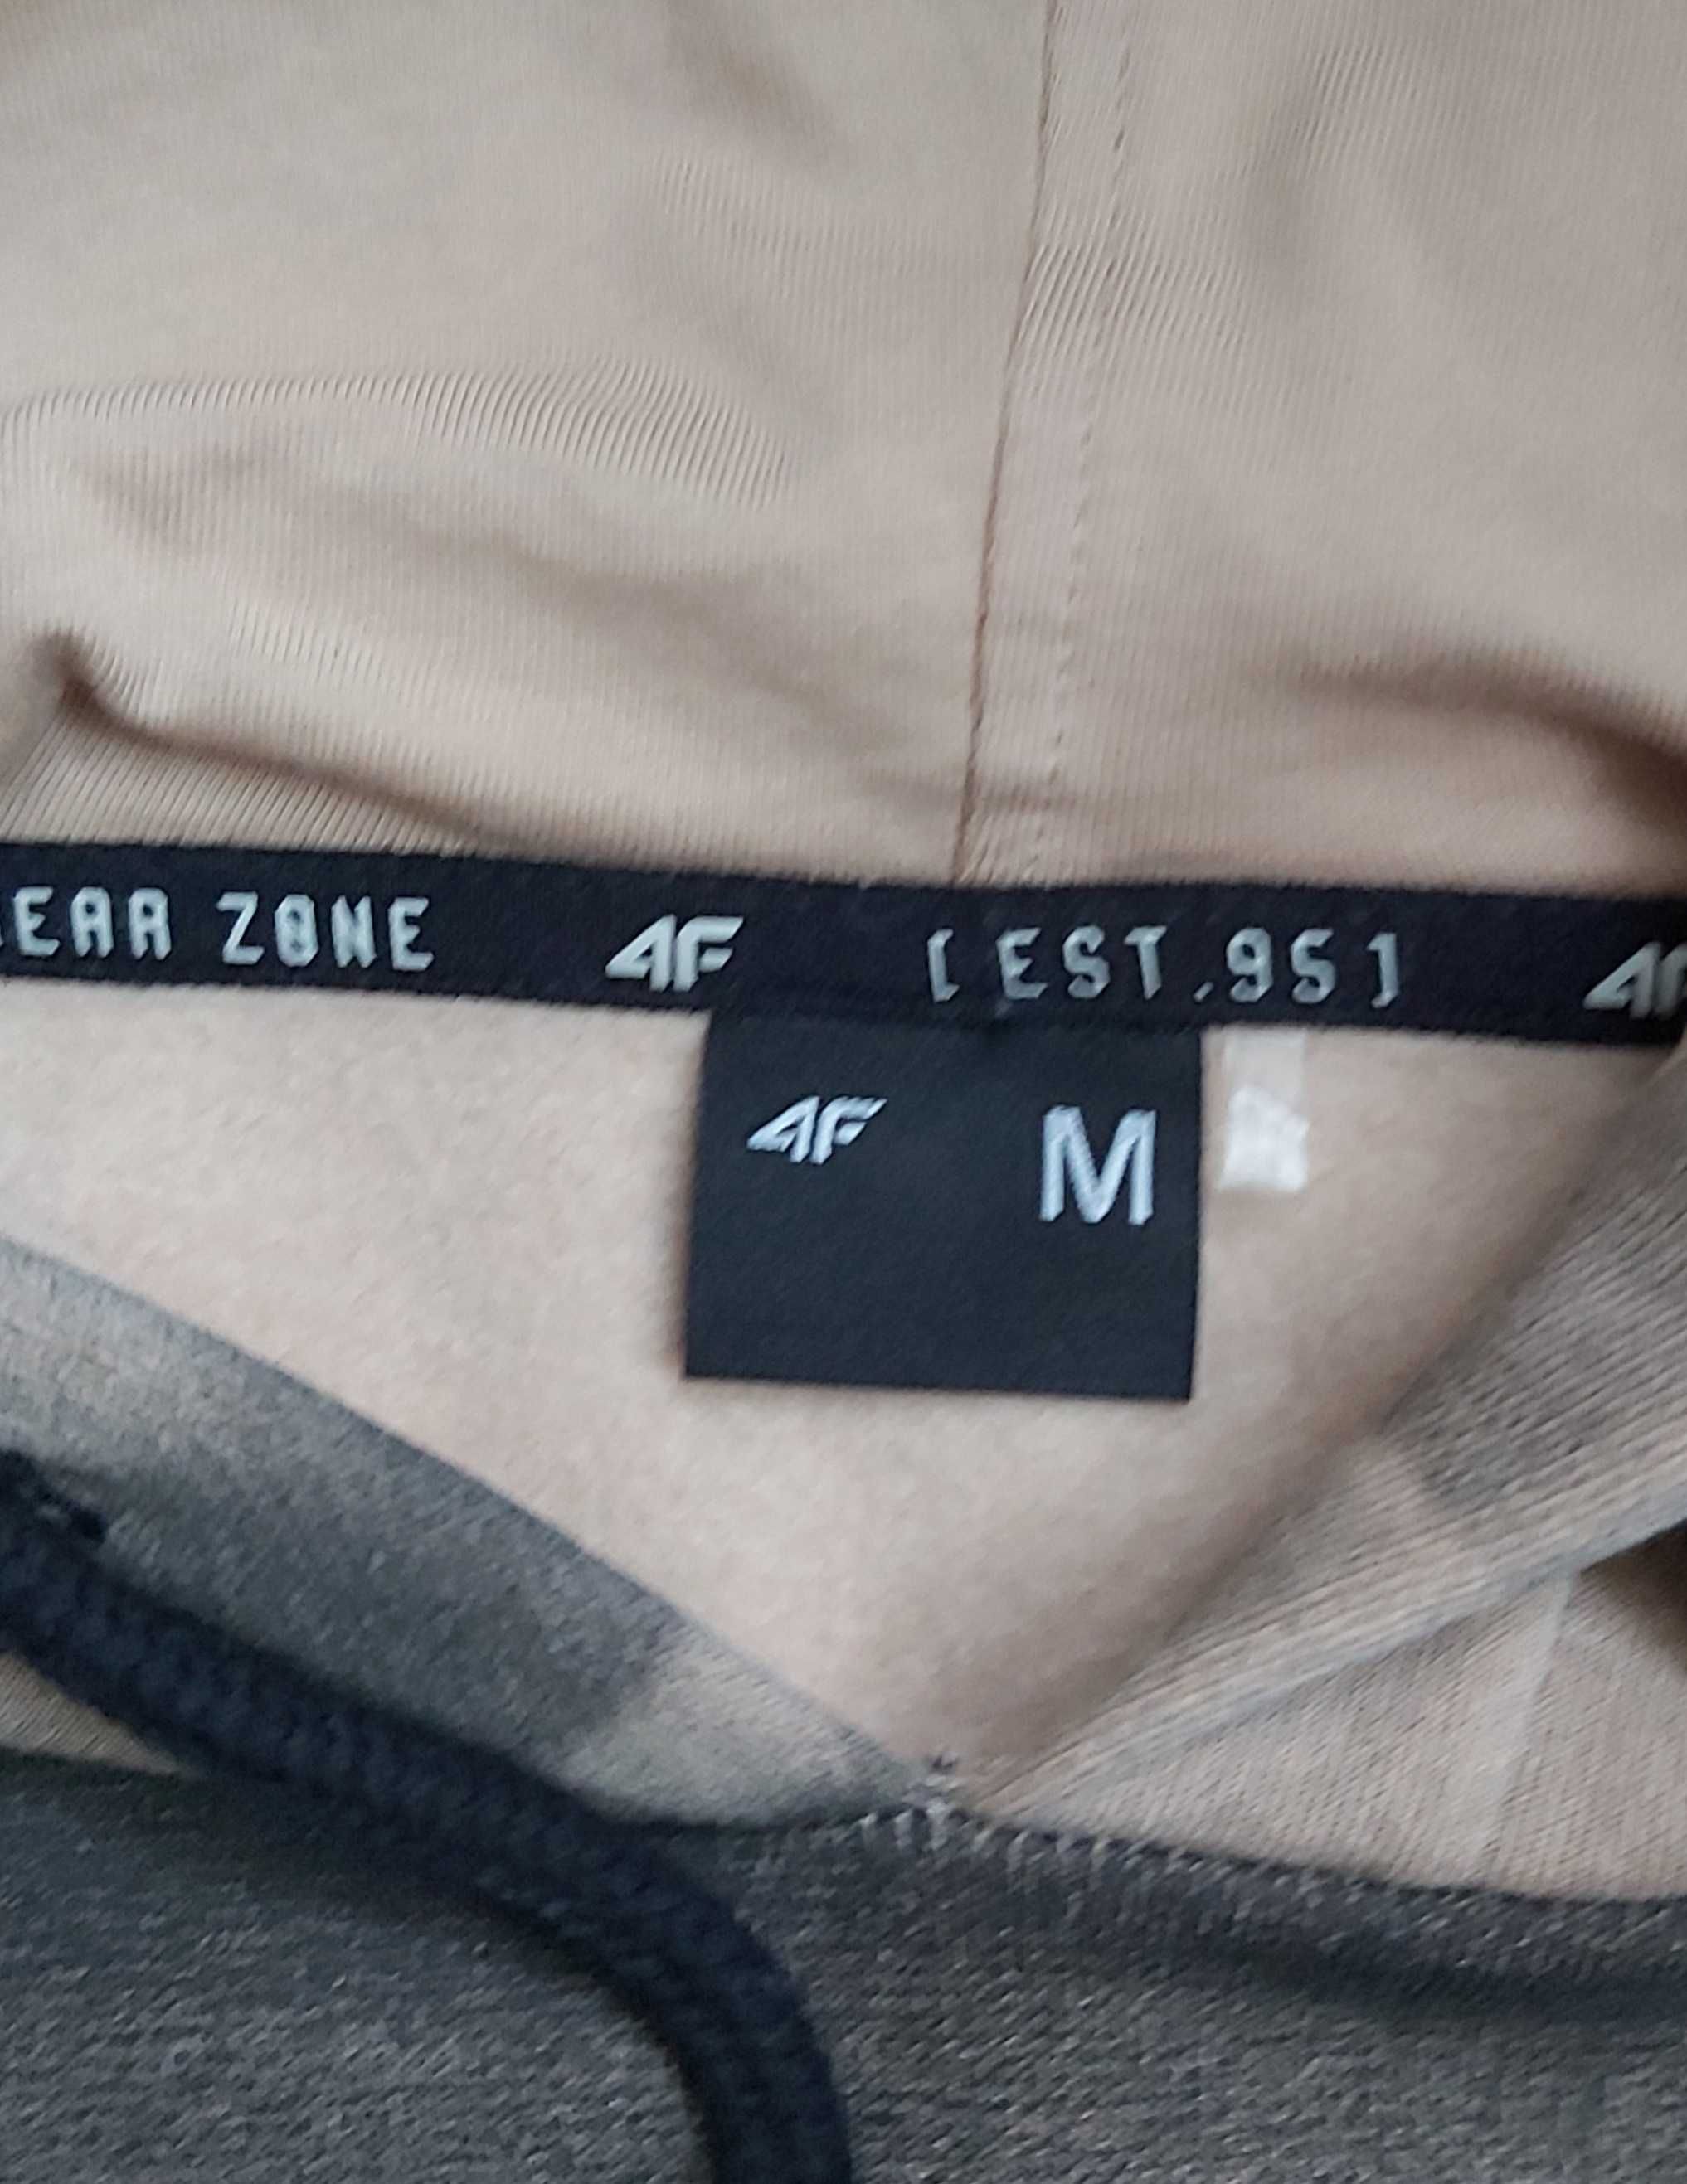 EAR ZONE 4F [EST.95] 4F
4F M